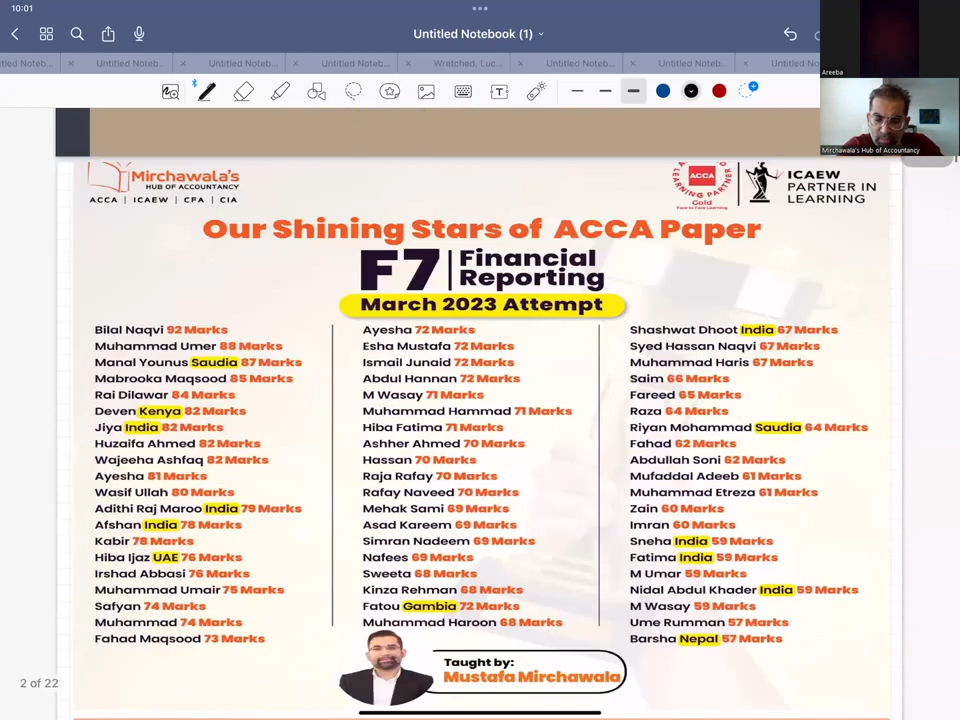 10:01
Untitled Notebook (1)
Untitled Noteb...
Untitled Noteb...
Untitled Noteb...
Wretched, Luc...
Untitled Noteb...
Untitled Noteb...
Areeba
Mirchawala's Hub of Accountancy
Mirchawala's
HUB OF ACCOUNTANCY
ACCA | ICAEW | CFA | CIA
ACCA
LEARNING PARTNER
Gold
ICAEW
PARTNER IN
LEARNING
Our Shining Stars of ACCA Paper
F7 Financial
Reporting
March 2023 Attempt
Bilal Naqvi 92 Marks
Muhammad Umer 88 Marks
Manal Younus Saudia 87 Marks
Mabrooka Maqsood 85 Marks
Rai Dilawar 84 Marks
Deven Kenya 82 Marks
Jiya India 82 Marks
Huzaifa Ahmed 82 Marks
Wajeeha Ashfaq 82 Marks
Ayesha 81 Marks
Wasif Ullah 80 Marks
Adithi Raj Maroo India 79 Marks
Afshan India 78 Marks
Kabir 78 Marks
Hiba Ijaz UAE 76 Marks
Irshad Abbasi 76 Marks
Muhammad Umair 75 Marks
Safyan 74 Marks
Muhammad 74 Marks
Fahad Maqsood 73 Marks
Ayesha 72 Marks
Esha Mustafa 72 Marks
Ismail Junaid 72 Marks
Abdul Hannan 72 Marks
M Wasay 71 Marks
Muhammad Hammad 71 Marks
Hiba Fatima 71 Marks
Ashher Ahmed 70 Marks
Hassan 70 Marks
Raja Rafay 70 Marks
Rafay Naveed 70 Marks
Mehak Sami 69 Marks
Asad Kareem 69 Marks
Simran Nadeem 69 Marks
Nafees 69 Marks
Sweeta 68 Marks
Kinza Rehman 68 Marks
Fatou Gambia 72 Marks
Muhammad Haroon 68 Marks
Shashwat Dhoot India 67 Marks
Syed Hassan Naqvi 67 Marks
Muhammad Haris 67 Marks
Saim 66 Marks
Fareed 65 Marks
Raza 64 Marks
Riyan Mohammad Saudia 64 Marks
Fahad 62 Marks
Abdullah Soni 62 Marks
Mufaddal Adeeb 61 Marks
Muhammad Etreza 61 Marks
Zain 60 Marks
Imran 60 Marks
Sneha India 59 Marks
Fatima India 59 Marks
M Umar 59 Marks
Nidal Abdul Khader India 59 Marks
M Wasay 59 Marks
Ume Rumman 57 Marks
Barsha Nepal 57 Marks
Taught by:
Mustafa Mirchawala
2 of 22